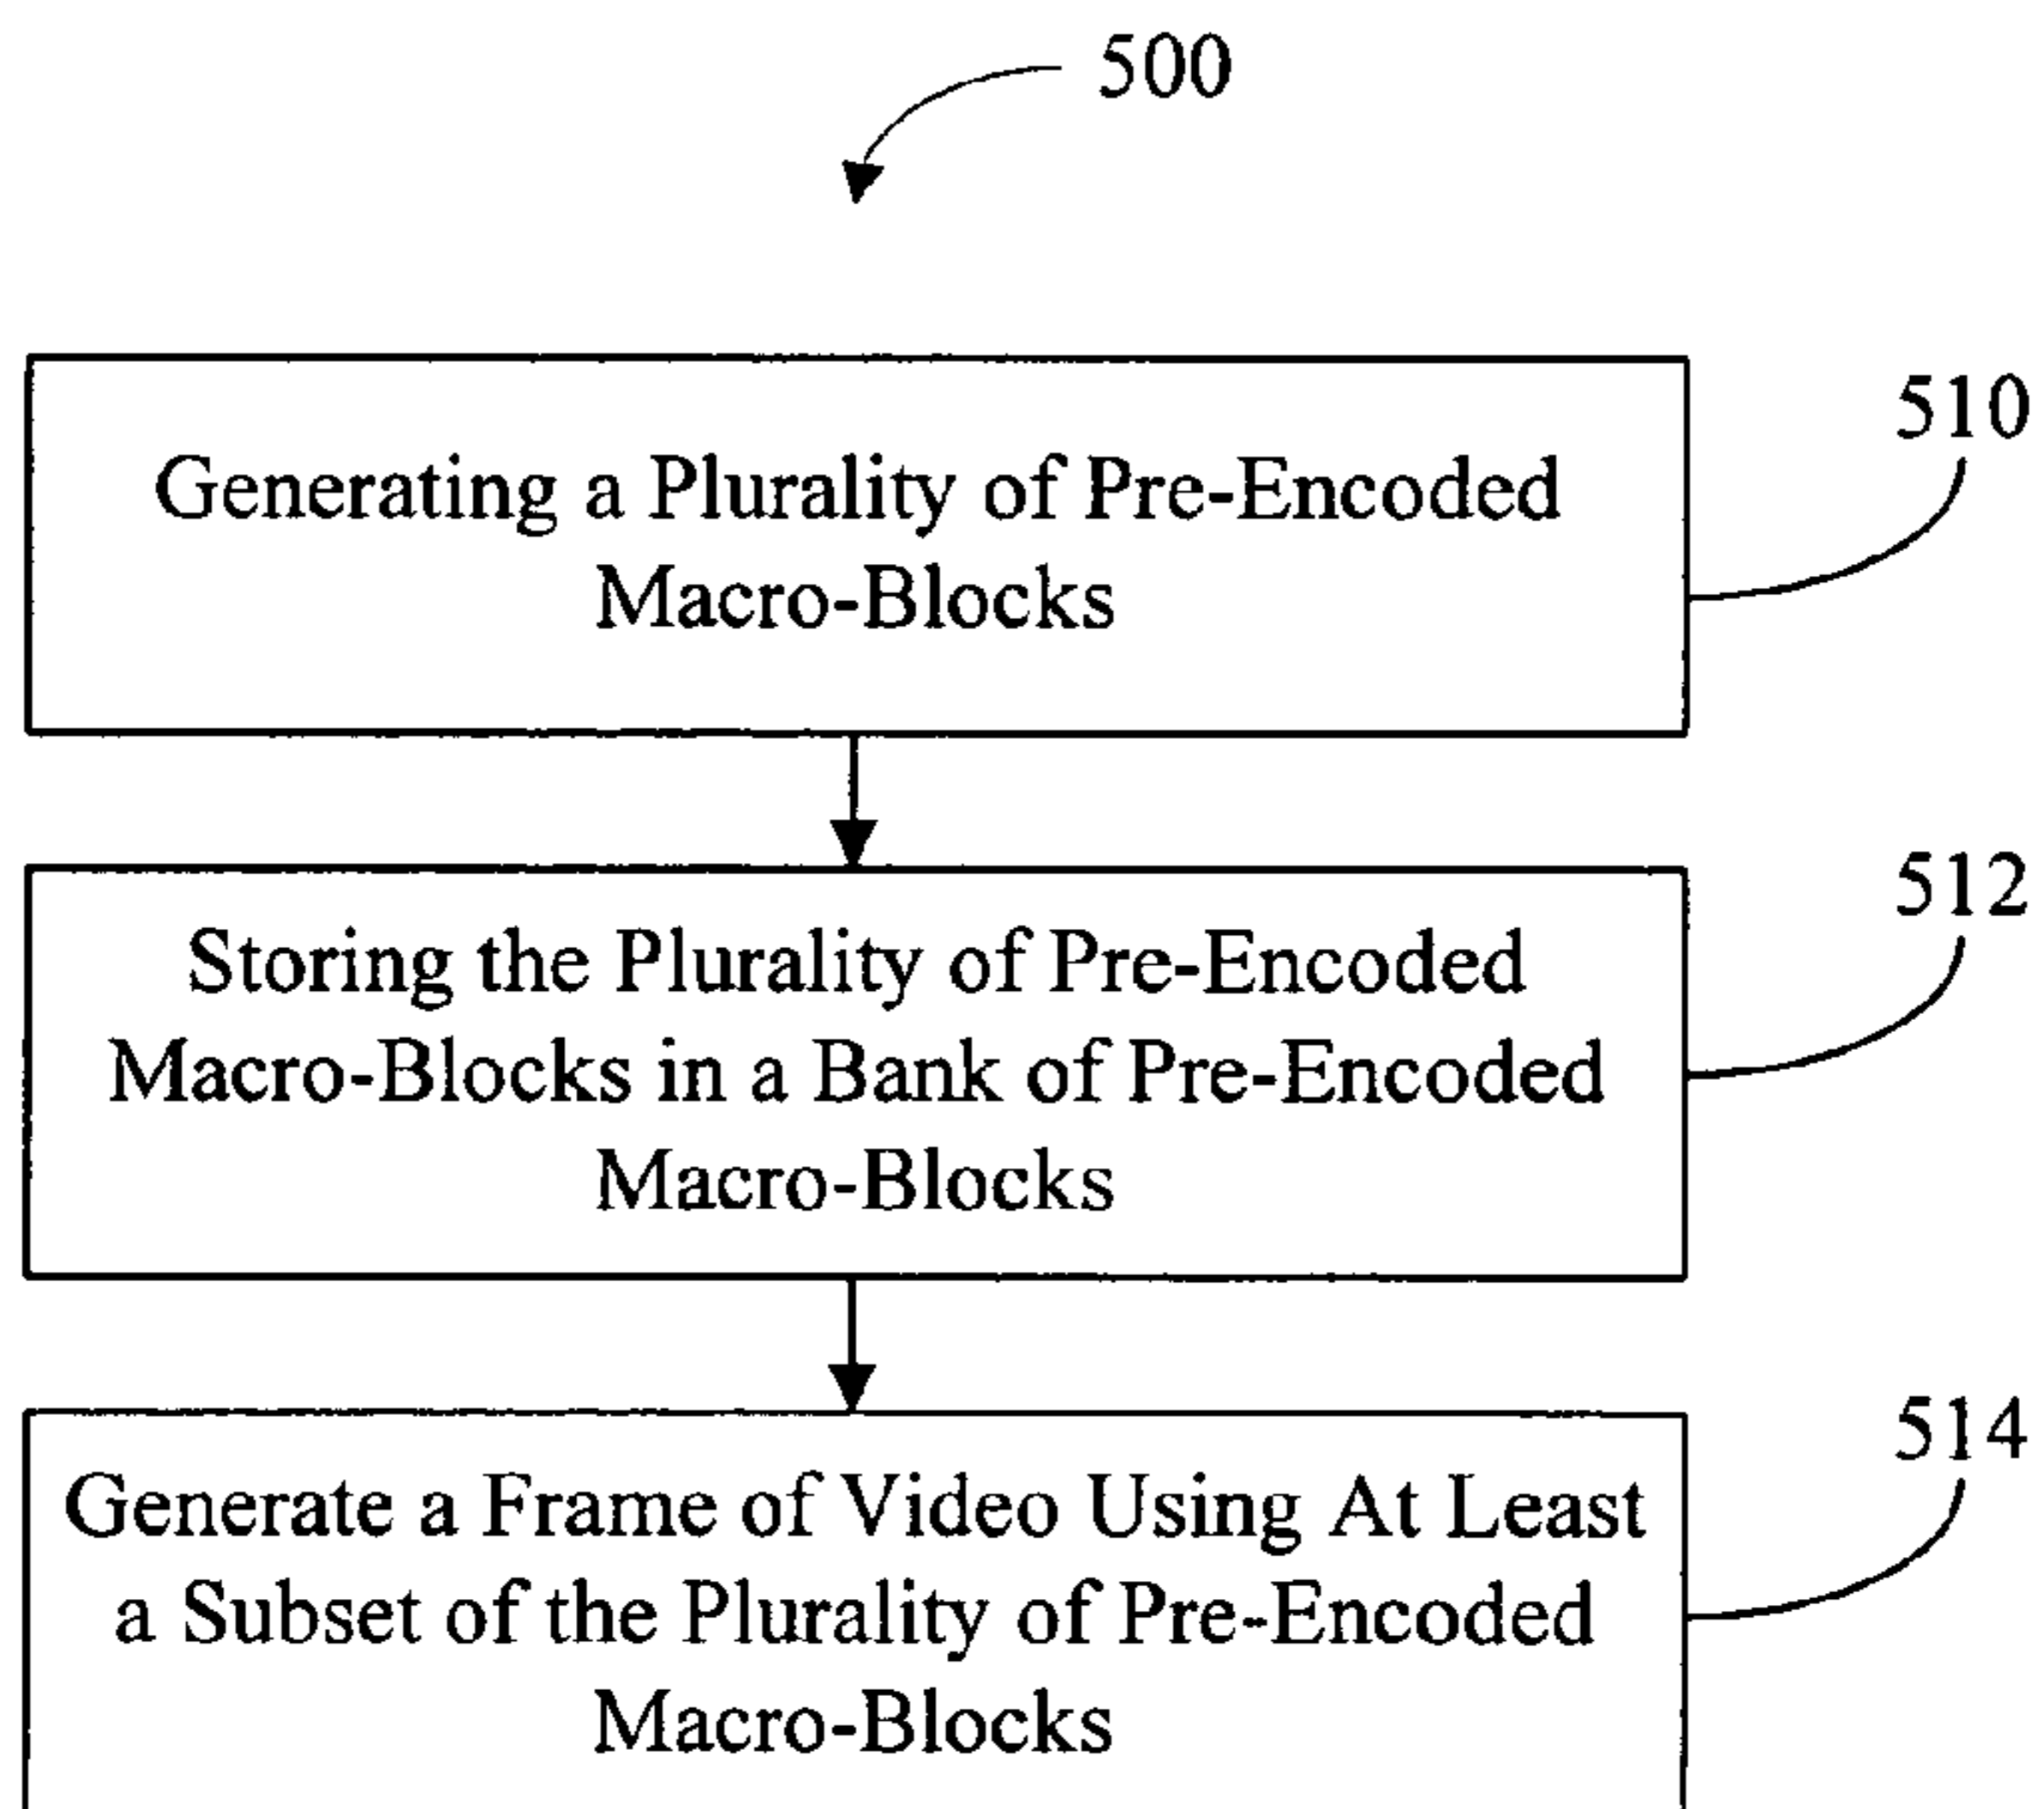 500
510
Generating a Plurality of Pre-Encoded
Macro-Blocks
512
Storing the Plurality of Pre-Encoded
Macro-Blocks in a Bank of Pre-Encoded
Macro-Blocks
514
Generate a Frame of Video Using At Least
a Subset of the Plurality of Pre-Encoded
Macro-Blocks